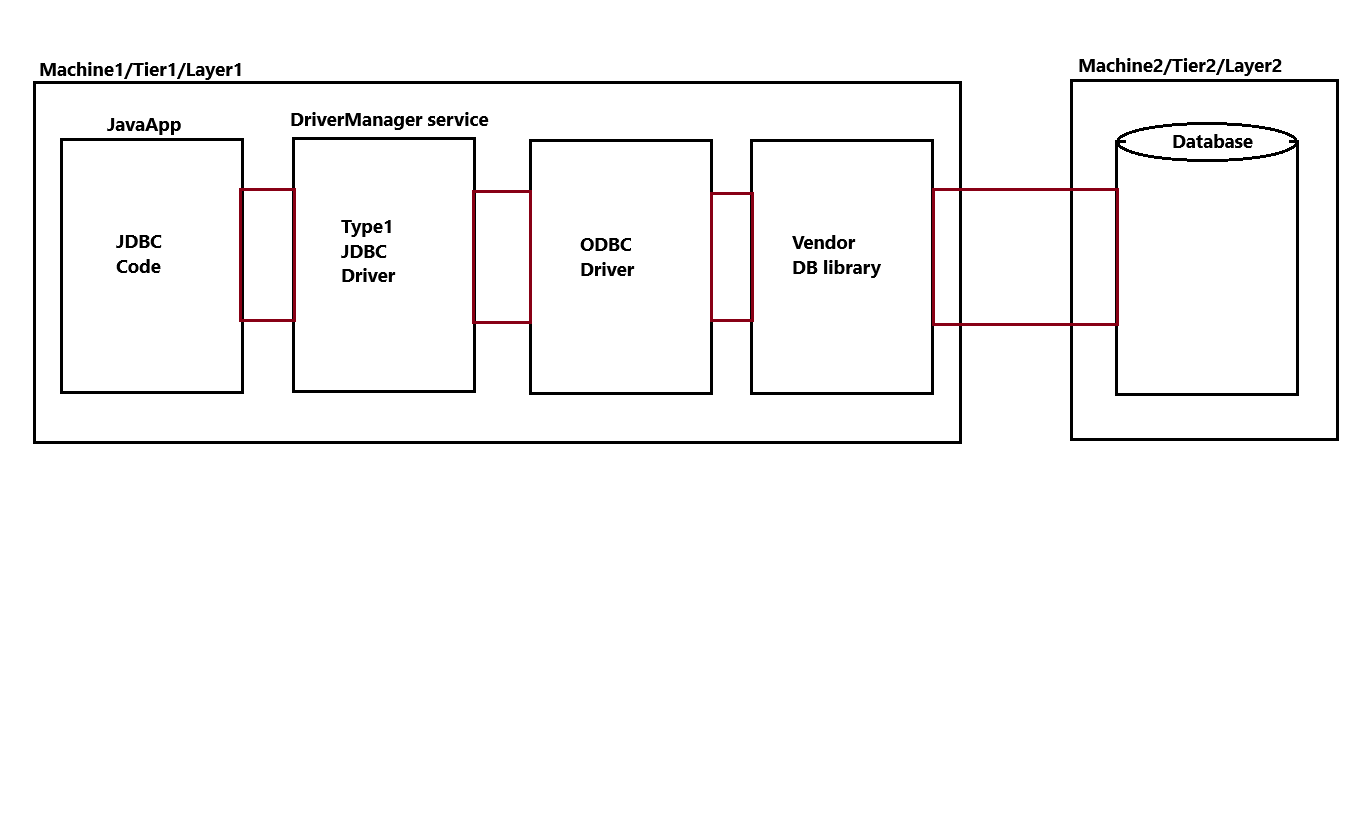 Machine1/Tier1/Layer1
Machine2/Tier2/Layer2
JavaApp
DriverManager service
JDBC
Code
Type1
JDBC
Driver
ODBC
Driver
Vendor
DB library
Database